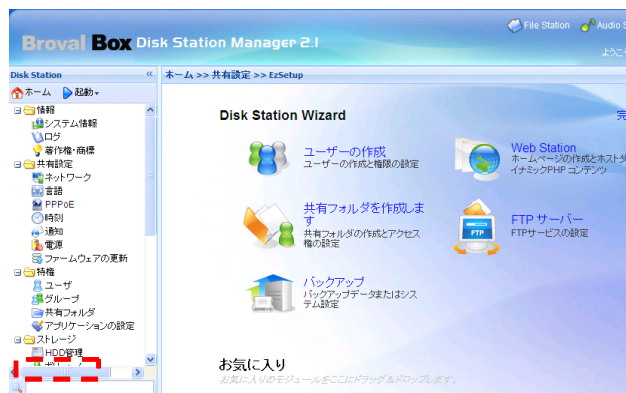 File Station Audio S
Broval Box Disk Station Manager 2.1
ようこ
Disk Station
ホーム >> 共有設定 >> EzSetup
ホーム 起動
情報
システム情報
ログ
著作権・商標
共有設定
ネットワーク
言語
PPPoE
時刻
通知
電源
ファームウェアの更新
特権
ユーザ
グループ
共有フォルダ
アプリケーションの設定
ストレージ
HDD管理
Disk Station Wizard
完
ユーザーの作成
ユーザーの作成と権限の設定
Web Station
ホームページの作成とホストダ
イナミックPHP コンテンツ
共有フォルダを作成しま
す
共有フォルダの作成とアクセス
権の設定
FTP
FTP サーバー
FTPサービスの設定
バックアップ
バックアップデータまたはシス
テム設定
お気に入り
お気に入りのモジュールをここにドラッグ&ドロップします。